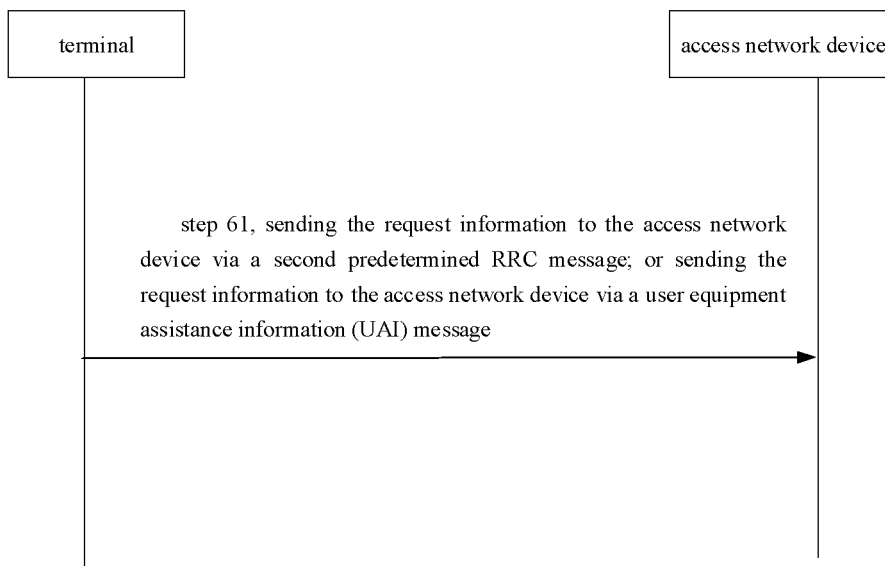 terminal
access network device
step 61, sending the request information to the access network
device via a second predetermined RRC message; or sending the
request information to the access network device via a user equipment
assistance information (UAI) message